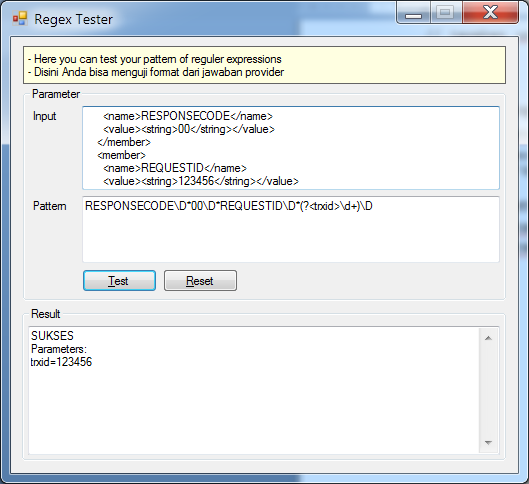 Regex Tester
- Here you can test your pattern of reguler expressions
- Disini Anda bisa menguji format dari jawaban provider
Parameter
Input
<name>RESPONSECODE</name>
<value><string>00</string></value>
</member>
<member>
<name>REQUESTID</name>
<value><string>123456</string></value>
Pattern
RESPONSECODE\D*00\D*REQUESTID\D*(?<trxid>\d+)\D
Test
Reset
Result
SUKSES
Parameters:
trxid=123456